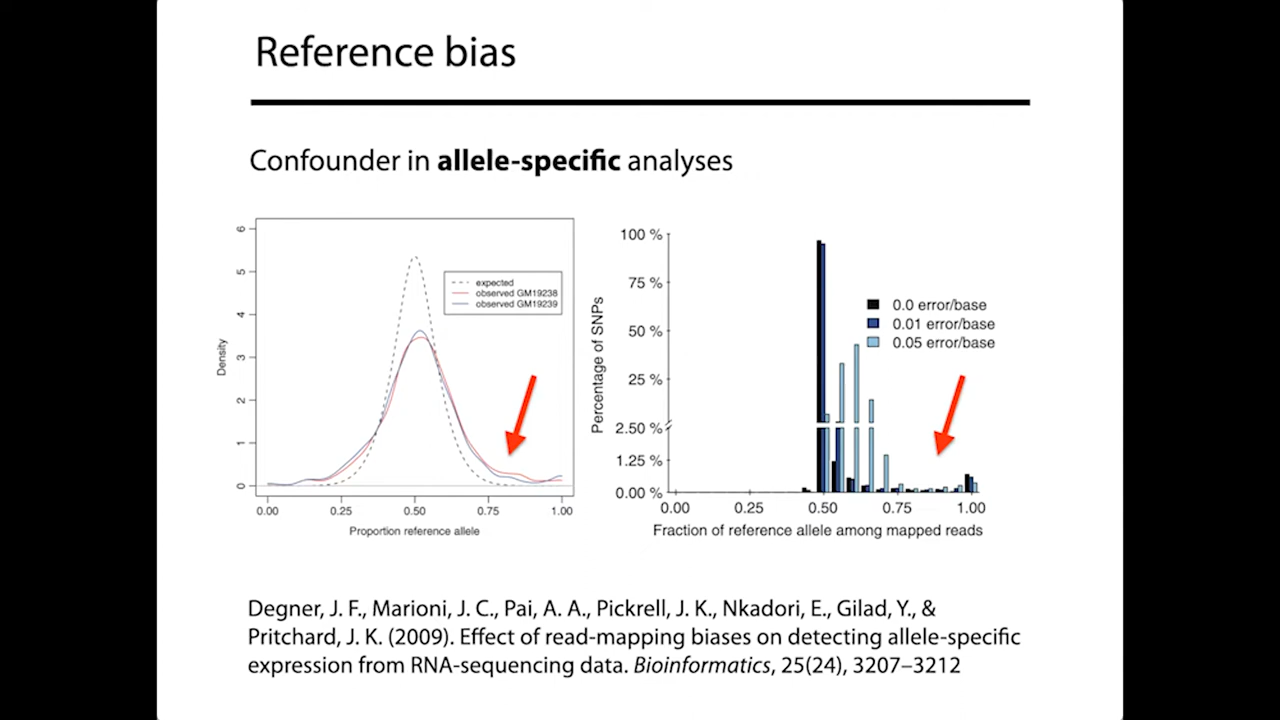 Reference bias
Confounder in allele-specific analyses
6
5
4
3
2
1
0
Density
0.00 0.25 0.50 0.75 1.00
Proportion reference allele
expected
observed GM19238
observed GM19239
100 %
75 %
50 %
25 %
2.50 %
1.25 %
0.00 %
Percentage of SNPs
0.00 0.25 0.50 0.75 1.00
Fraction of reference allele among mapped reads
0.0 error/base
0.01 error/base
0.05 error/base
Degner, J. F., Marioni, J. C., Pai, A. A., Pickrell, J. K., Nkadori, E., Gilad, Y., &
Pritchard, J. K. (2009). Effect of read-mapping biases on detecting allele-specific
expression from RNA-sequencing data. Bioinformatics, 25(24), 3207–3212